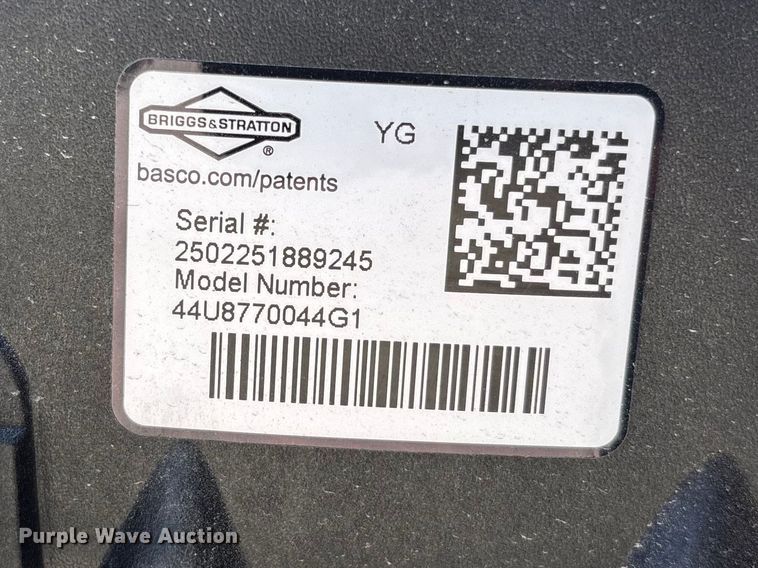 BRIGGS&STRATTON
®
YG
basco.com/patents
Serial #:
2502251889245
Model Number:
44U8770044G1
Purple Wave Auction